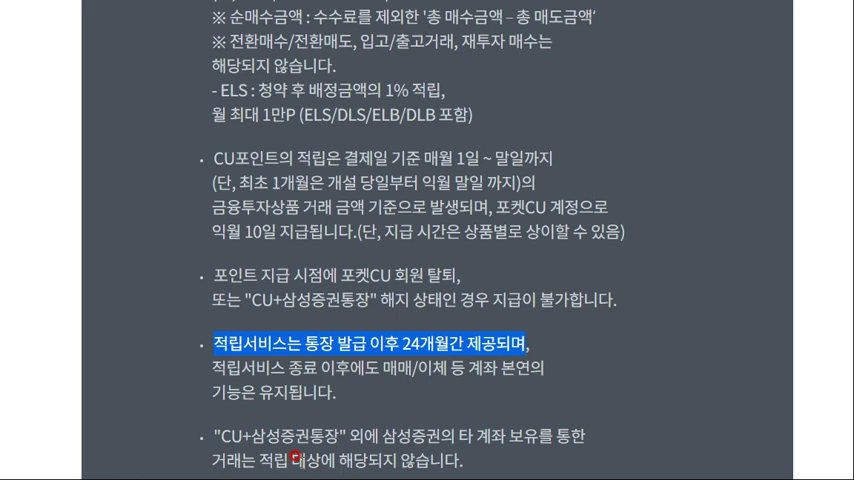 ※ 순매수금액 : 수수료를 제외한 '총 매수금액 – 총 매도금액'
※ 전환매수/전환매도, 입고/출고거래, 재투자 매수는
해당되지 않습니다.
- ELS : 청약 후 배정금액의 1% 적립,
월 최대 1만P (ELS/DLS/ELB/DLB 포함)
• CU포인트의 적립은 결제일 기준 매월 1일 ~ 말일까지
(단, 최초 1개월은 개설 당일부터 익월 말일 까지)의
금융투자상품 거래 금액 기준으로 발생되며, 포켓CU 계정으로
익월 10일 지급됩니다.(단, 지급 시간은 상품별로 상이할 수 있음)
• 포인트 지급 시점에 포켓CU 회원 탈퇴,
또는 "CU+삼성증권통장" 해지 상태인 경우 지급이 불가합니다.
• 적립서비스는 통장 발급 이후 24개월간 제공되며,
적립서비스 종료 이후에도 매매/이체 등 계좌 본연의
기능은 유지됩니다.
• "CU+삼성증권통장" 외에 삼성증권의 타 계좌 보유를 통한
거래는 적립 대상에 해당되지 않습니다.